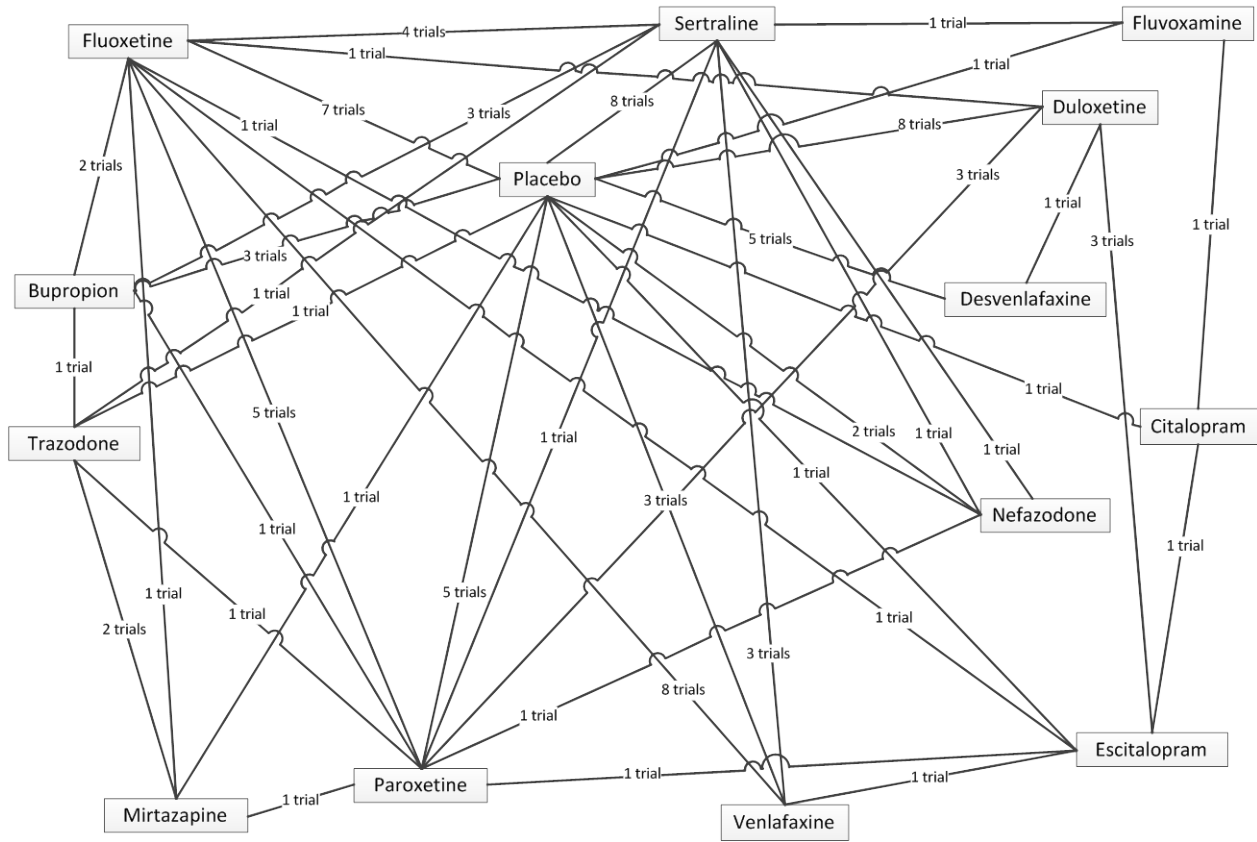 Sertraline
Fluvoxamine
Fluoxetine
4 trials
1 trial
1 trial
1 trial
7 trials
3 trials
8 trials
Duloxetine
1 trial
8 trials
2 trials
Placebo
3 trials
1 trial
5 trials
1 trial
3 trials
3 trials
1 trial
Bupropion
1 trial
Desvenlafaxine
1 trial
1 trial
Citalopram
5 trials
Trazodone
1 trial
2 trials
1 trial
1 trial
1 trial
1 trial
3 trials
Nefazodone
1 trial
1 trial
1 trial
5 trials
1 trial
1 trial
2 trials
3 trials
8 trials
1 trial
Escitalopram
1 trial
1 trial
Paroxetine
1 trial
Mirtazapine
Venlafaxine